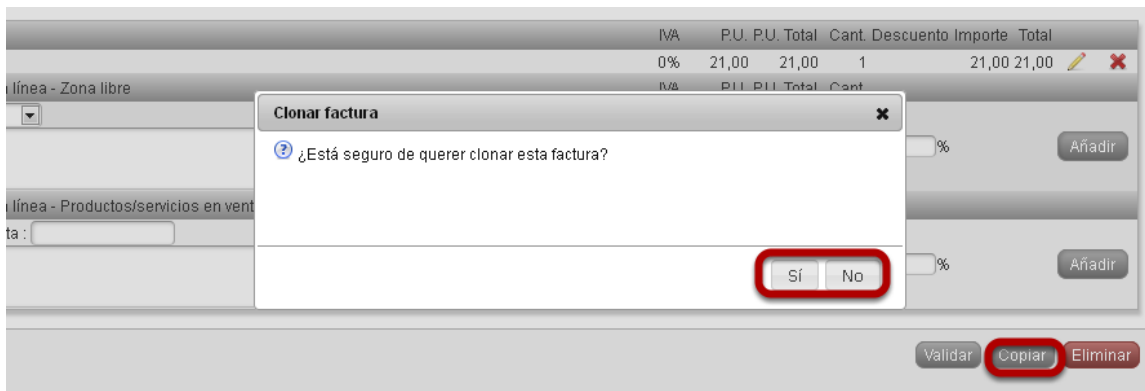 IVA P.U. P.U. Total Cant. Descuento Importe Total
0% 21,00 21,00 1 21,00 21,00
línea - Zona libre IVA P.U. P.U. Total Cant.
Clonar factura
¿Está seguro de querer clonar esta factura?
% Añadir
línea - Productos/servicios en vent
ta :
% Añadir
Sí No
Validar Copiar Eliminar